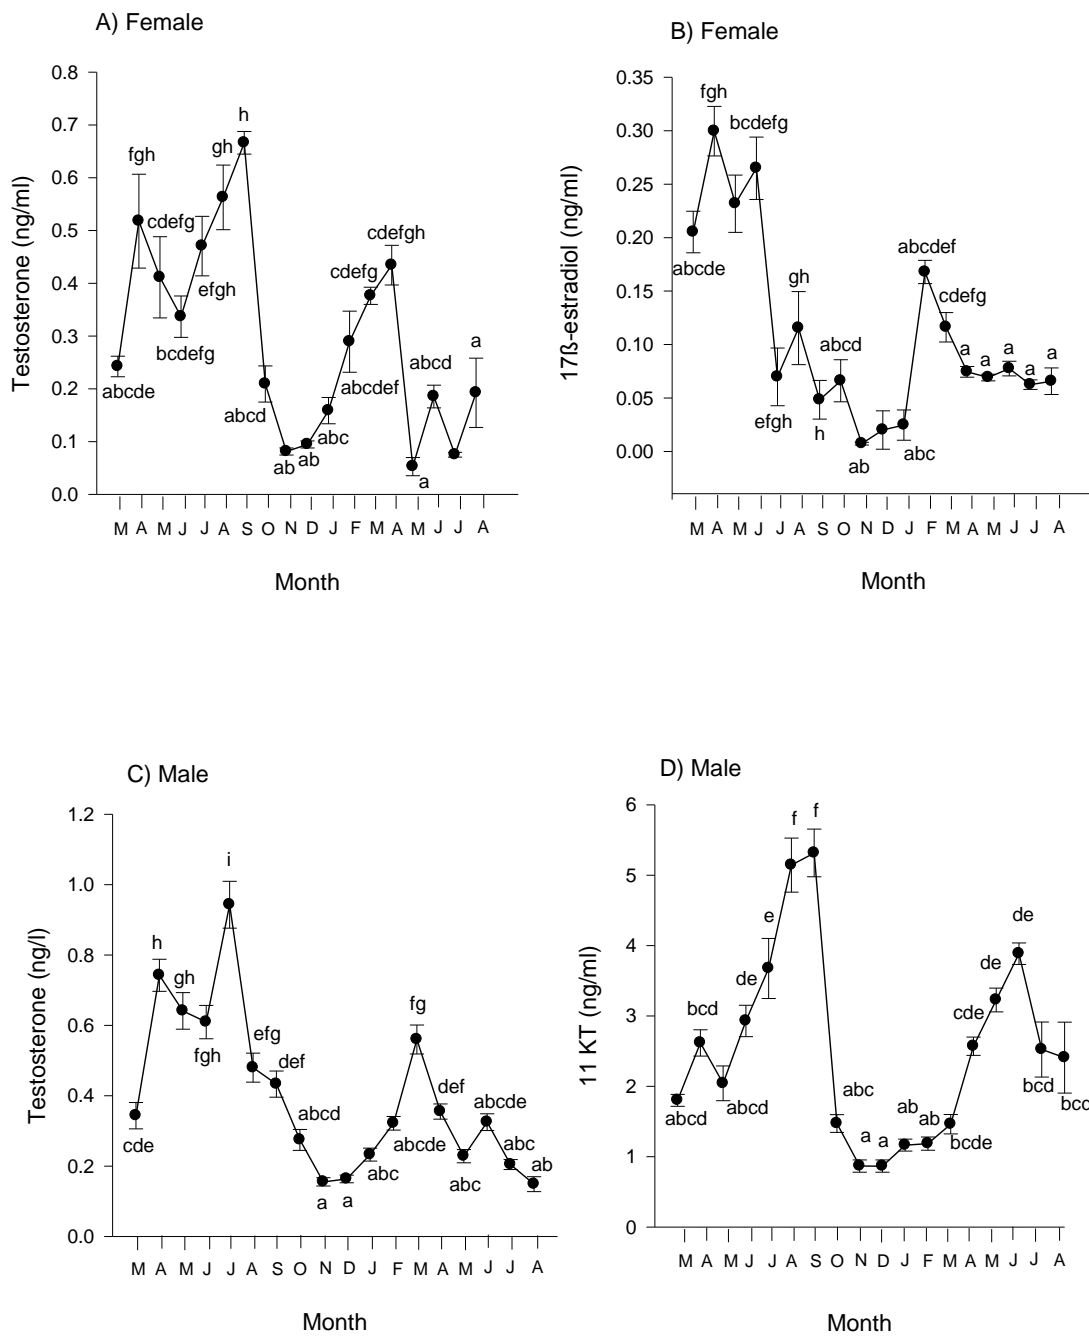 A) Female
Testosterone (ng/ml)
0.8
0.7
0.6
0.5
0.4
0.3
0.2
0.1
0.0
abcde
fgh
cdefg
bcdefg
efgh
gh
h
abcd
ab
ab
abc
abcdef
cdefg
cdefgh
a
abcd
a
M A M J J A S O N D J F M A M J J A
Month
B) Female
17ß-estradiol (ng/ml)
0.35
0.30
0.25
0.20
0.15
0.10
0.05
0.00
abcde
fgh
bcdefg
efgh
gh
h
abcd
ab
abc
abcdef
cdefg
a
a
a
a
a
M A M J J A S O N D J F M A M J J A
Month
C) Male
Testosterone (ng/l)
1.2
1.0
0.8
0.6
0.4
0.2
0.0
cde
h
gh
fgh
i
efg
def
abcd
a
a
abc
abcde
fg
def
abc
abcde
abc
ab
M A M J J A S O N D J F M A M J J A
Month
D) Male
11 KT (ng/ml)
6
5
4
3
2
1
0
abcd
bcd
abcd
de
e
f
f
abc
a
a
ab
ab
bcde
cde
de
de
bcd
bcd
M A M J J A S O N D J F M A M J J A
Month